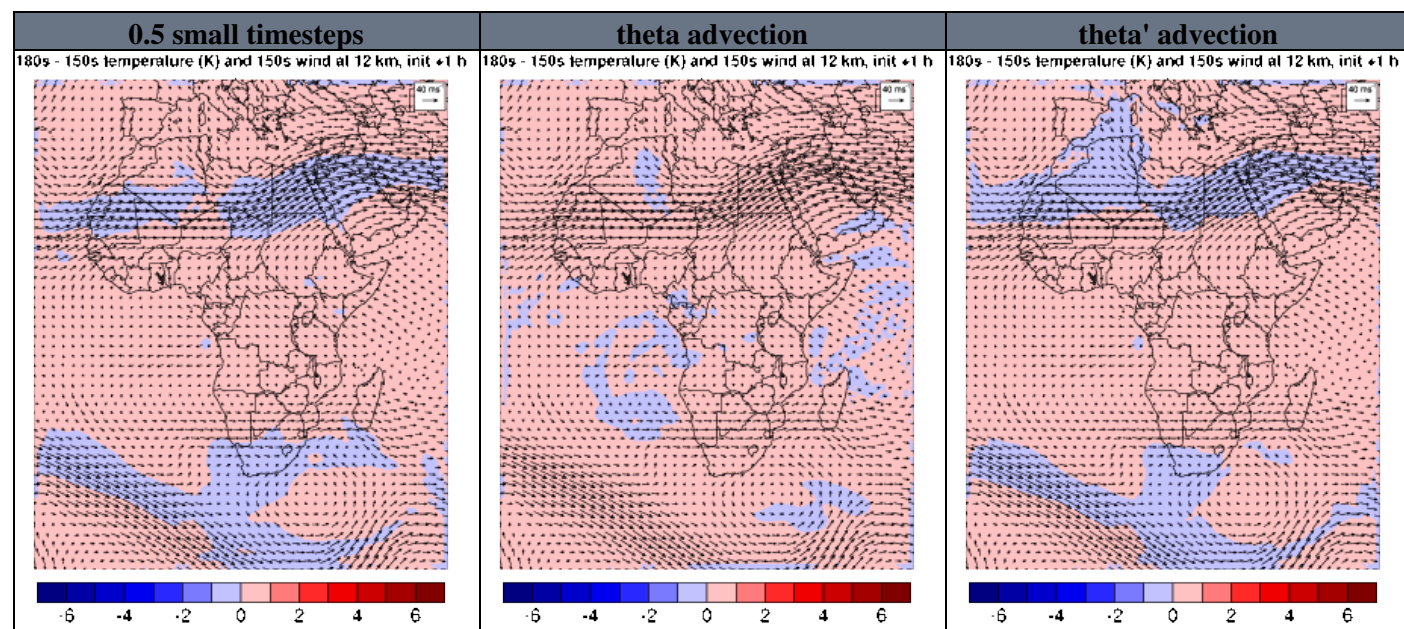 0.5 small timesteps
theta advection
theta' advection
180s - 150s temperature (K) and 150s wind at 12 km, init +1 h
180s - 150s temperature (K) and 150s wind at 12 km, init +1 h
180s - 150s temperature (K) and 150s wind at 12 km, init +1 h
40 ms
40 ms
40 ms
-6 -4 -2 0 2 4 6
-6 -4 -2 0 2 4 6
-6 -4 -2 0 2 4 6